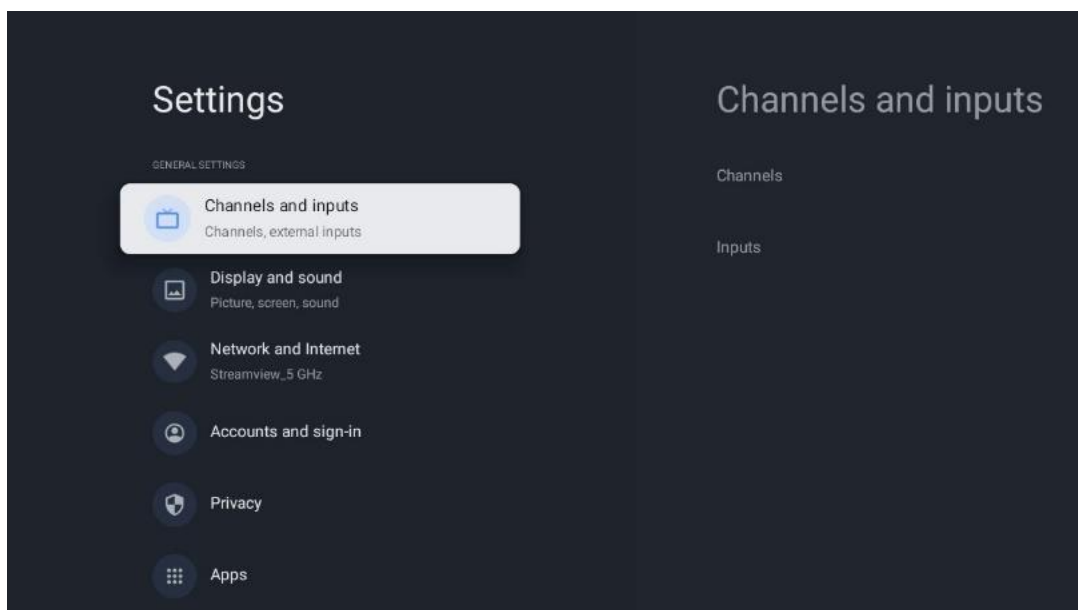 Settings
GENERAL SETTINGS
Channels and inputs
Channels, external inputs
Display and sound
Picture, screen, sound
Network and Internet
Streamview_5 GHz
Accounts and sign-in
Privacy
Apps
Channels and inputs
Channels
Inputs